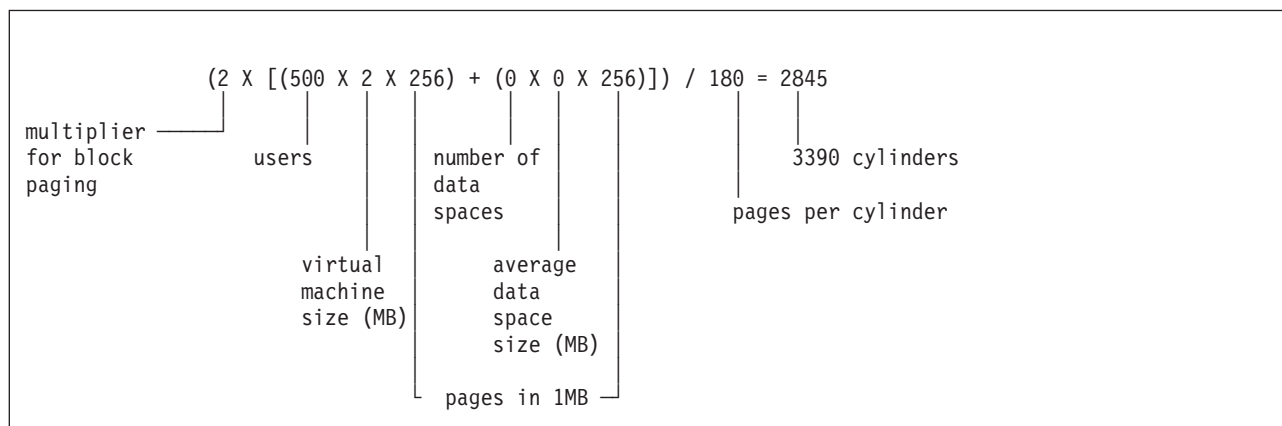 (2 X [(500 X 2 X 256) + (0 X 0 X 256)]) / 180 = 2845
multiplier
for block users number of 3390 cylinders
paging data
spaces pages per cylinder
virtual average
machine data
size (MB) space
size (MB)
pages in 1MB